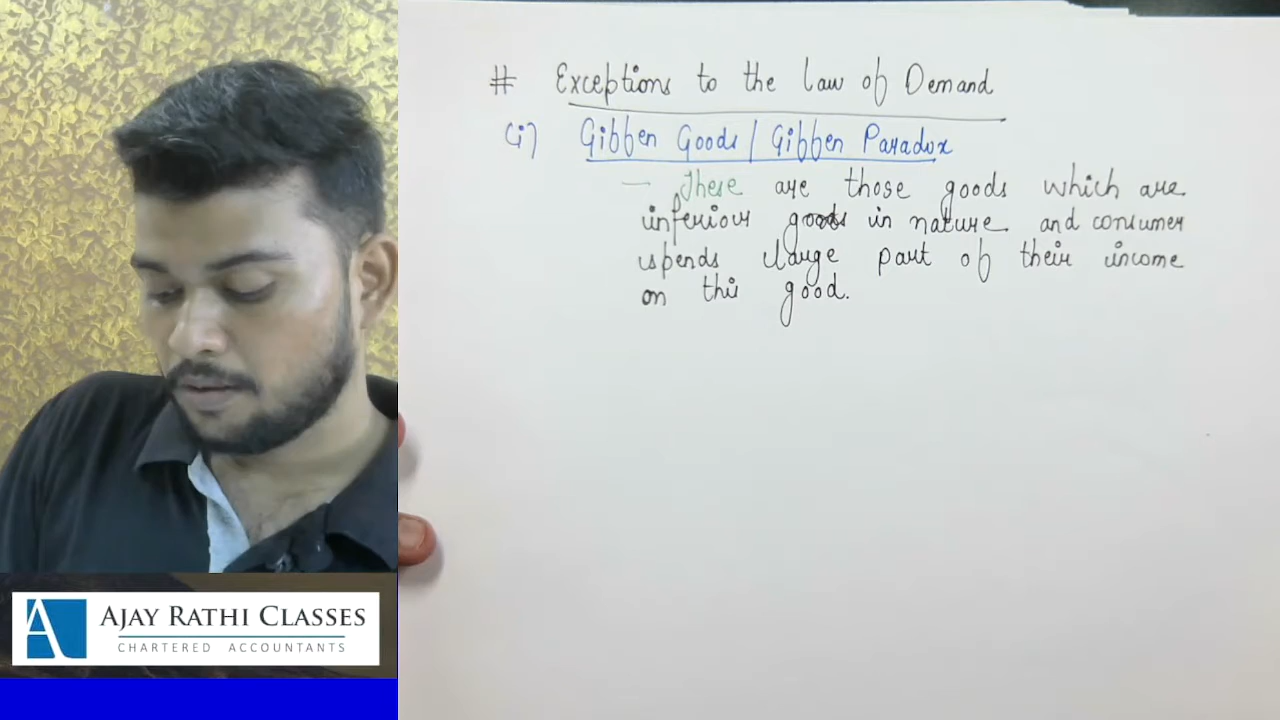 # Exceptions to the Law of Demand
(i) Giffen Goods / Giffen Paradox
— These are those goods which are
inferiour goods in nature and consumer
spends large part of their income
on this good.
AJAY RATHI CLASSES
CHARTERED ACCOUNTANTS